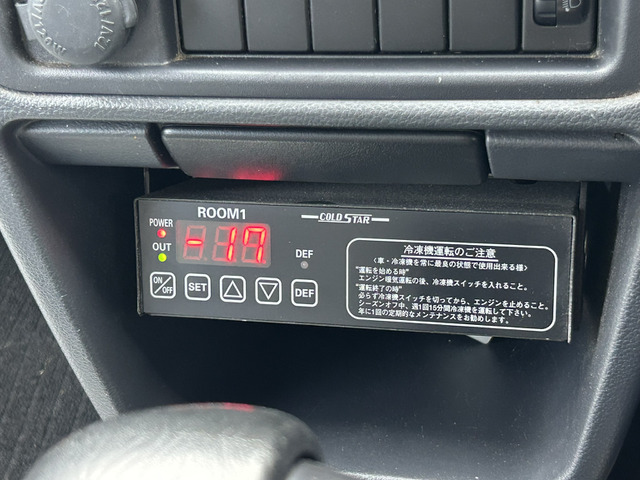 12V/120W
ROOM1
COLD STAR
POWER
-17
OUT
DEF
ON/OFF
SET
DEF
冷凍機運転のご注意
<車・冷凍機を常に最良の状態で使用出来る様>
"運転を始める時"
エンジン暖気運転の後、冷凍機スイッチを入れること。
"運転終了の時"
必らず冷凍機スイッチを切ってから、エンジンを止めること。
シーズンオフ中、週1回15分間冷凍機を運転して下さい。
年に1回の定期的なメンテナンスをお勧めします。